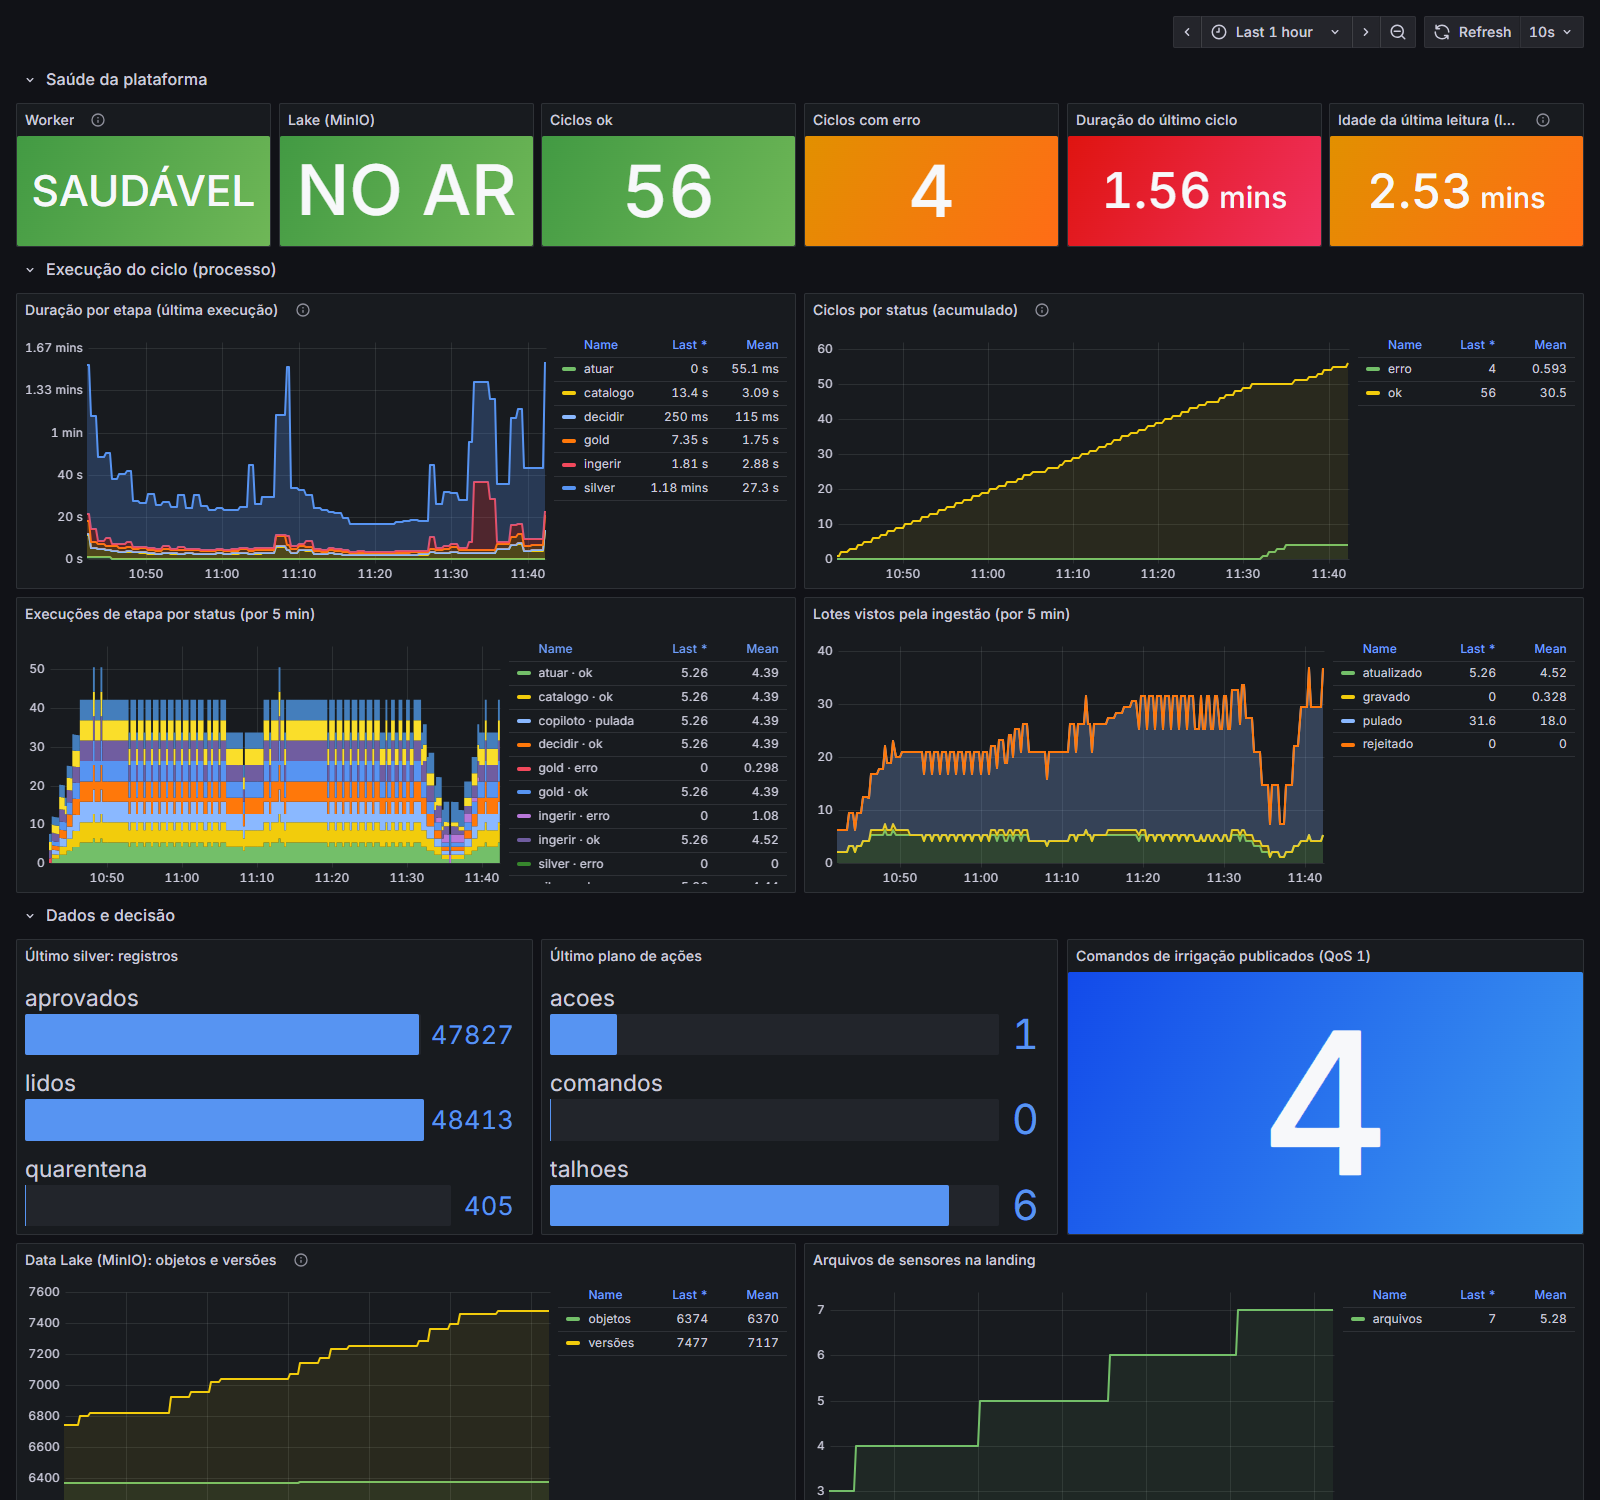 Last 1 hour
Refresh
10s
Saúde da plataforma
Worker
Lake (MinIO)
Ciclos ok
Ciclos com erro
Duração do último ciclo
Idade da última leitura (l...
SAUDÁVEL
NO AR
56
4
1.56 mins
2.53 mins
Execução do ciclo (processo)
Duração por etapa (última execução)
1.67 mins
1.33 mins
1 min
40 s
20 s
0 s
10:50 11:00 11:10 11:20 11:30 11:40
Name Last * Mean
atuar 0 s 55.1 ms
catalogo 13.4 s 3.09 s
decidir 250 ms 115 ms
gold 7.35 s 1.75 s
ingerir 1.81 s 2.88 s
silver 1.18 mins 27.3 s
Ciclos por status (acumulado)
60
50
40
30
20
10
0
10:50 11:00 11:10 11:20 11:30 11:40
Name Last * Mean
erro 4 0.593
ok 56 30.5
Execuções de etapa por status (por 5 min)
50
40
30
20
10
0
10:50 11:00 11:10 11:20 11:30 11:40
Name Last * Mean
atuar · ok 5.26 4.39
catalogo · ok 5.26 4.39
copiloto · pulada 5.26 4.39
decidir · ok 5.26 4.39
gold · erro 0 0.298
gold · ok 5.26 4.39
ingerir · erro 0 1.08
ingerir · ok 5.26 4.52
silver · erro 0 0
Lotes vistos pela ingestão (por 5 min)
40
30
20
10
0
10:50 11:00 11:10 11:20 11:30 11:40
Name Last * Mean
atualizado 5.26 4.52
gravado 0 0.328
pulado 31.6 18.0
rejeitado 0 0
Dados e decisão
Último silver: registros
aprovados
47827
lidos
48413
quarentena
405
Último plano de ações
acoes
1
comandos
0
talhoes
6
Comandos de irrigação publicados (QoS 1)
4
Data Lake (MinIO): objetos e versões
7600
7400
7200
7000
6800
6600
6400
Name Last * Mean
objetos 6374 6370
versões 7477 7117
Arquivos de sensores na landing
7
6
5
4
3
Name Last * Mean
arquivos 7 5.28